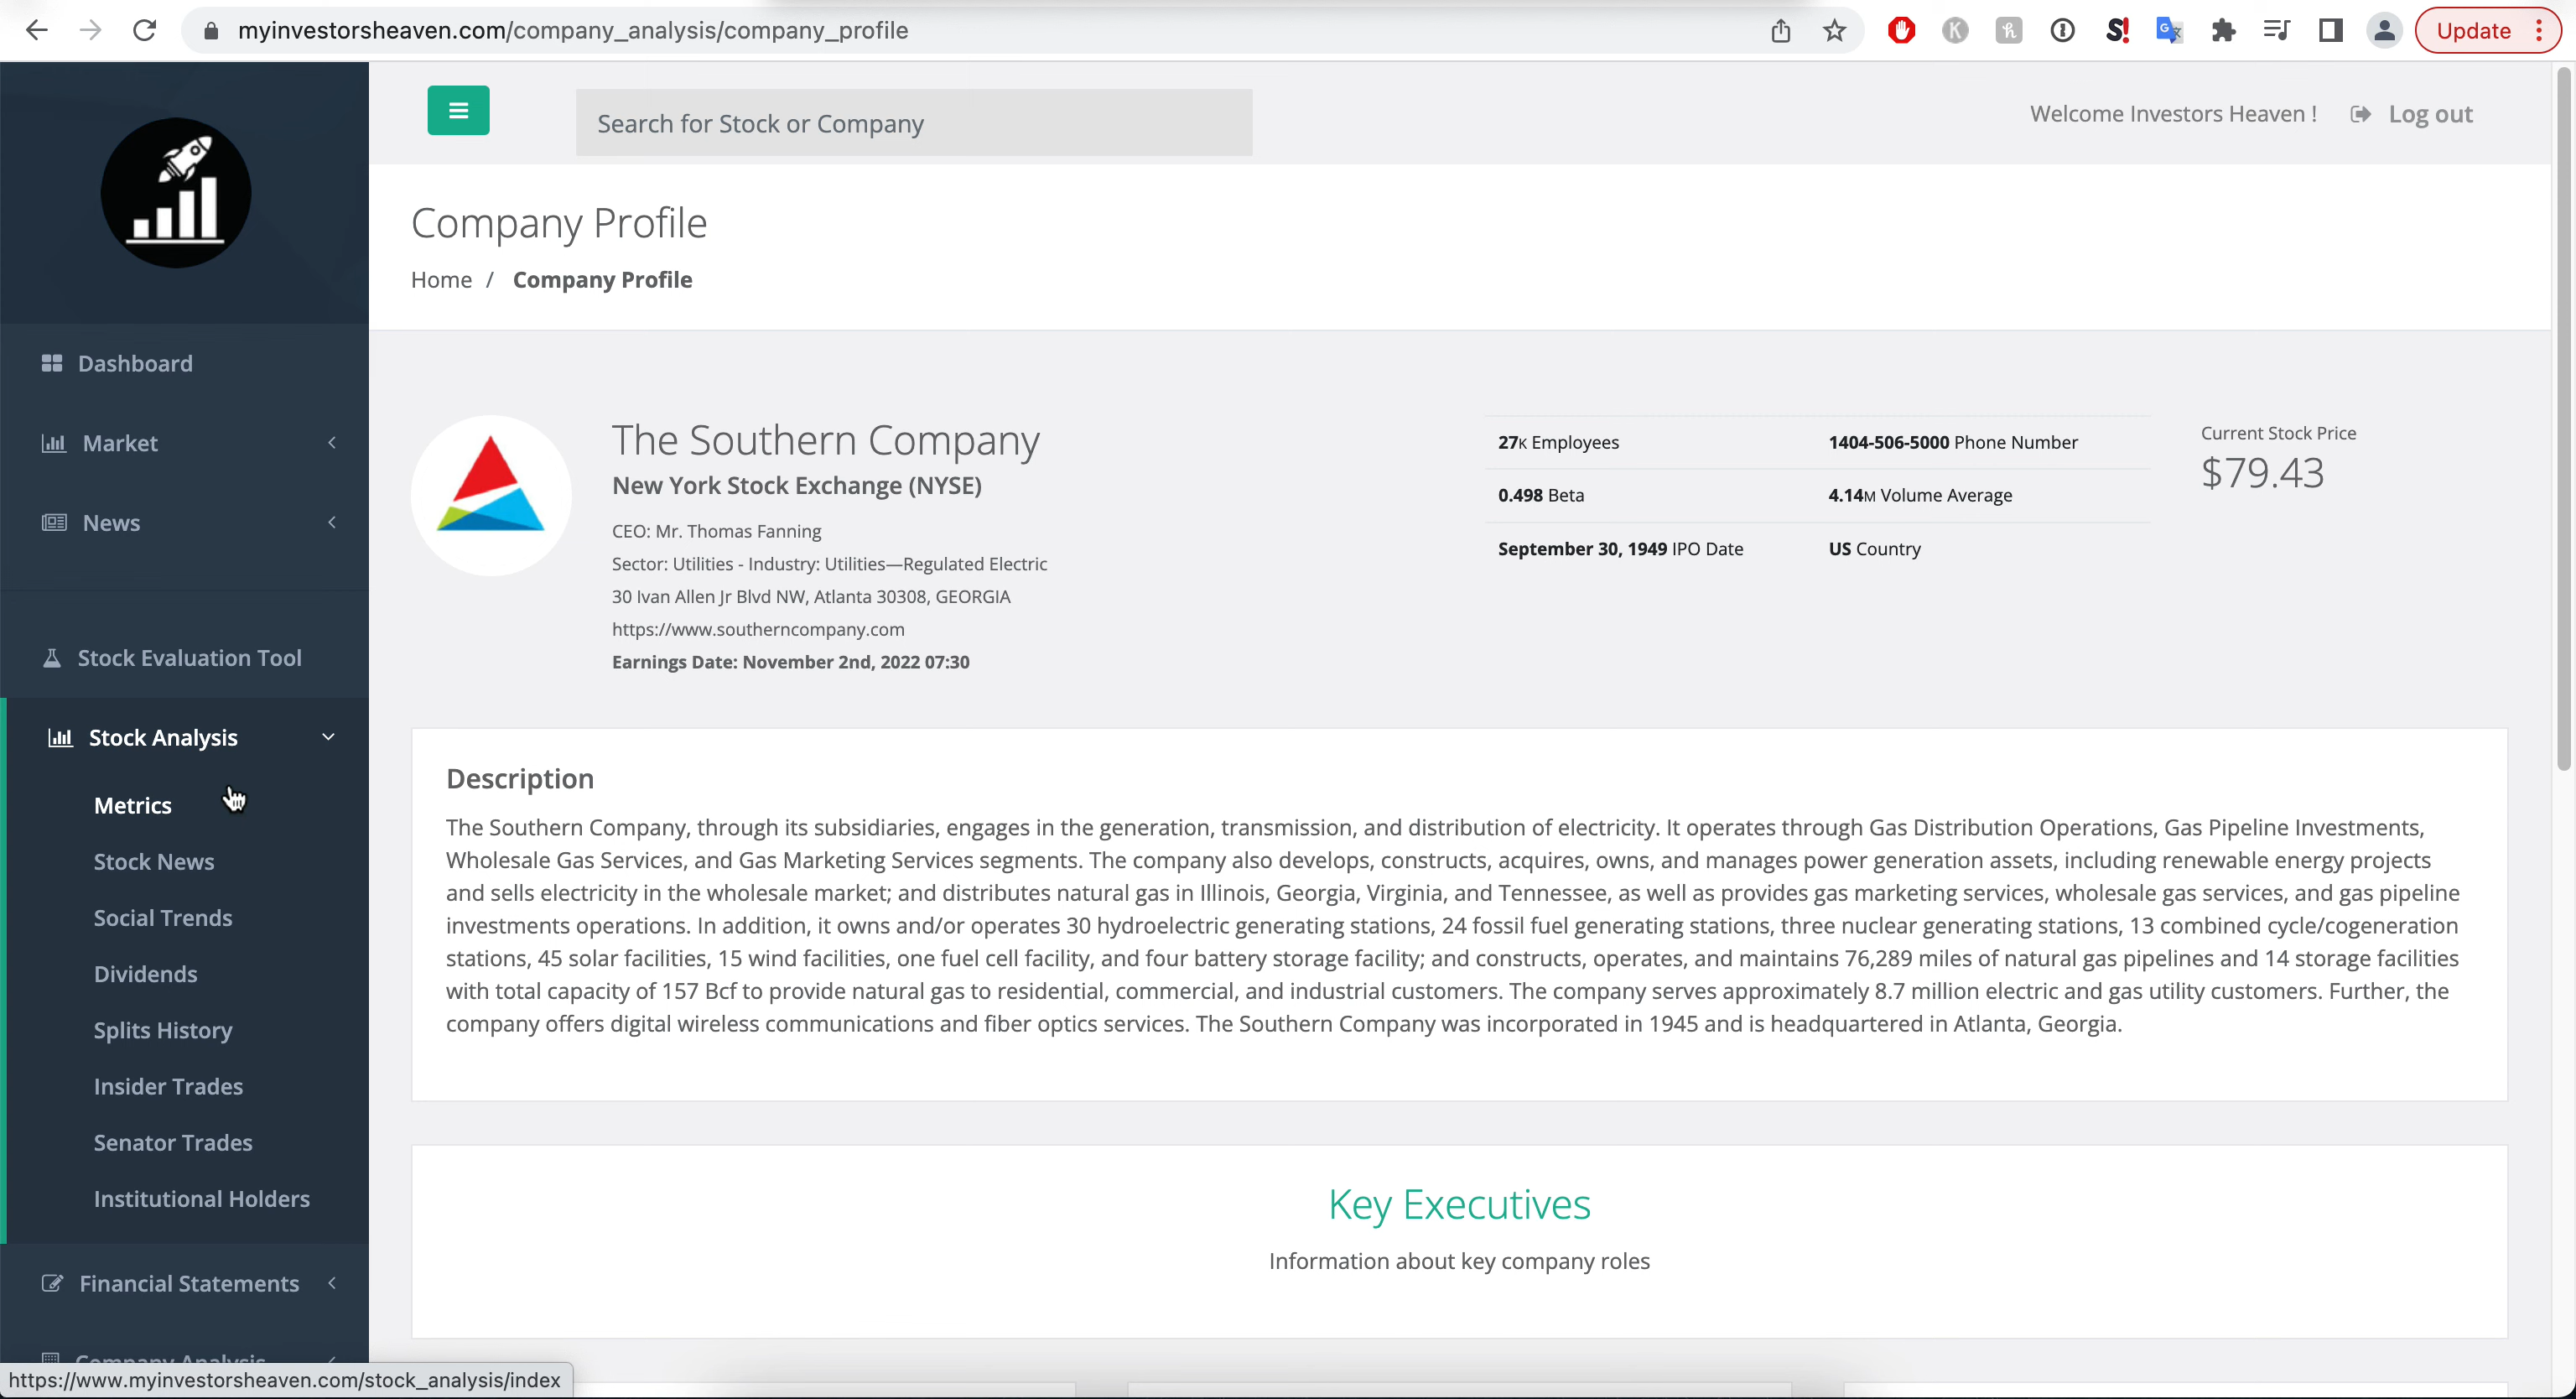 myinvestorsheaven.com/company_analysis/company_profile
Update
Search for Stock or Company
Welcome Investors Heaven !
Log out
Company Profile
Home / Company Profile
Dashboard
Market
News
Stock Evaluation Tool
Stock Analysis
Metrics
Stock News
Social Trends
Dividends
Splits History
Insider Trades
Senator Trades
Institutional Holders
Financial Statements
Company Analysis
https://www.myinvestorsheaven.com/stock_analysis/index
The Southern Company
New York Stock Exchange (NYSE)
CEO: Mr. Thomas Fanning
Sector: Utilities - Industry: Utilities—Regulated Electric
30 Ivan Allen Jr Blvd NW, Atlanta 30308, GEORGIA
https://www.southerncompany.com
Earnings Date: November 2nd, 2022 07:30
27K Employees
1404-506-5000 Phone Number
0.498 Beta
4.14M Volume Average
September 30, 1949 IPO Date
US Country
Current Stock Price
$79.43
Description
The Southern Company, through its subsidiaries, engages in the generation, transmission, and distribution of electricity. It operates through Gas Distribution Operations, Gas Pipeline Investments,
Wholesale Gas Services, and Gas Marketing Services segments. The company also develops, constructs, acquires, owns, and manages power generation assets, including renewable energy projects
and sells electricity in the wholesale market; and distributes natural gas in Illinois, Georgia, Virginia, and Tennessee, as well as provides gas marketing services, wholesale gas services, and gas pipeline
investments operations. In addition, it owns and/or operates 30 hydroelectric generating stations, 24 fossil fuel generating stations, three nuclear generating stations, 13 combined cycle/cogeneration
stations, 45 solar facilities, 15 wind facilities, one fuel cell facility, and four battery storage facility; and constructs, operates, and maintains 76,289 miles of natural gas pipelines and 14 storage facilities
with total capacity of 157 Bcf to provide natural gas to residential, commercial, and industrial customers. The company serves approximately 8.7 million electric and gas utility customers. Further, the
company offers digital wireless communications and fiber optics services. The Southern Company was incorporated in 1945 and is headquartered in Atlanta, Georgia.
Key Executives
Information about key company roles